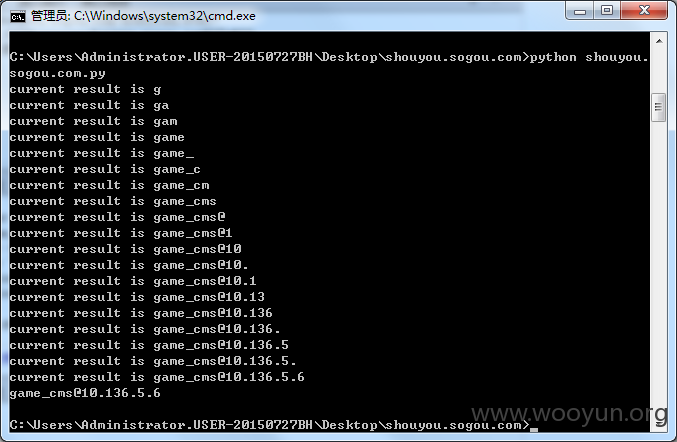 管理员: C:\Windows\system32\cmd.exe
C:\Users\Administrator.USER-20150727BH\Desktop\shouyou.sogou.com>python shouyou.
sogou.com.py
current result is g
current result is ga
current result is gam
current result is game
current result is game_
current result is game_c
current result is game_cm
current result is game_cms
current result is game_cms@
current result is game_cms@1
current result is game_cms@10
current result is game_cms@10.
current result is game_cms@10.1
current result is game_cms@10.13
current result is game_cms@10.136
current result is game_cms@10.136.
current result is game_cms@10.136.5
current result is game_cms@10.136.5.
current result is game_cms@10.136.5.6
game_cms@10.136.5.6
www.wooyun.org
C:\Users\Administrator.USER-20150727BH\Desktop\shouyou.sogou.com>